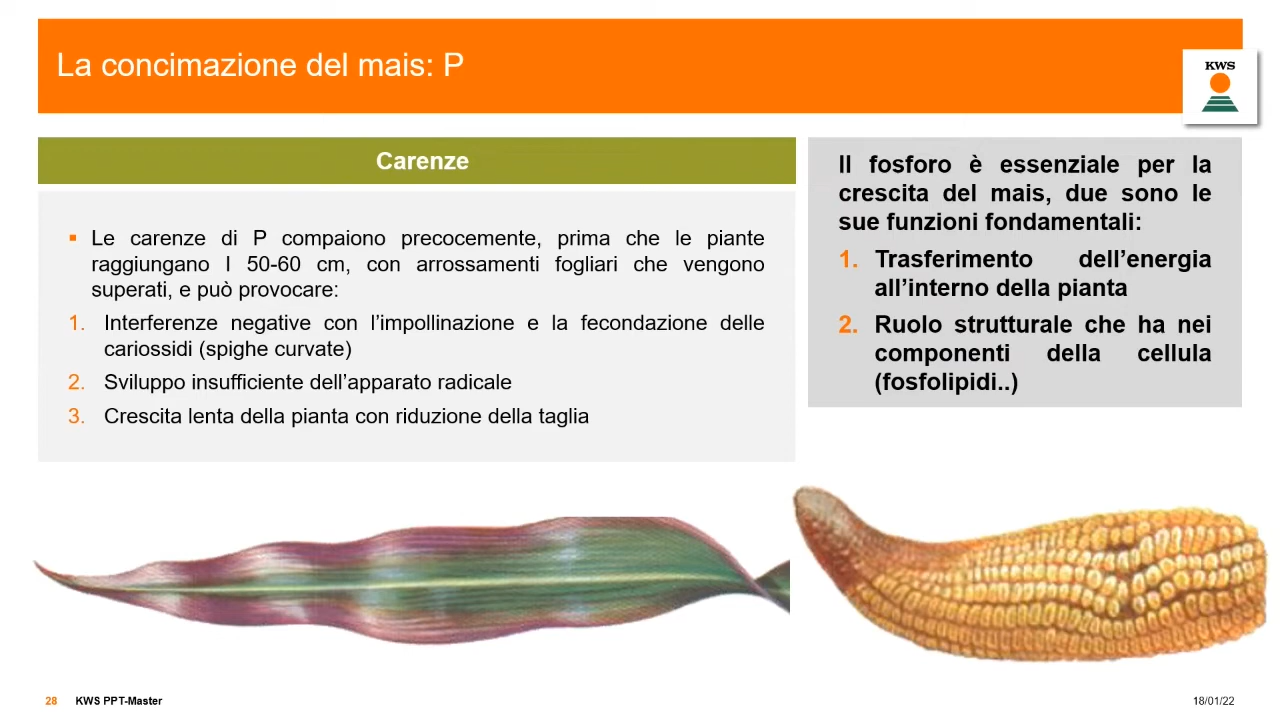 La concimazione del mais: P
KWS
Carenze
▪ Le carenze di P compaiono precocemente, prima che le piante
raggiungano I 50-60 cm, con arrossamenti fogliari che vengono
superati, e può provocare:
1. Interferenze negative con l’impollinazione e la fecondazione delle
cariossidi (spighe curvate)
2. Sviluppo insufficiente dell’apparato radicale
3. Crescita lenta della pianta con riduzione della taglia
Il fosforo è essenziale per la
crescita del mais, due sono le
sue funzioni fondamentali:
1. Trasferimento dell’energia
all’interno della pianta
2. Ruolo strutturale che ha nei
componenti della cellula
(fosfolipidi..)
28 KWS PPT-Master
18/01/22